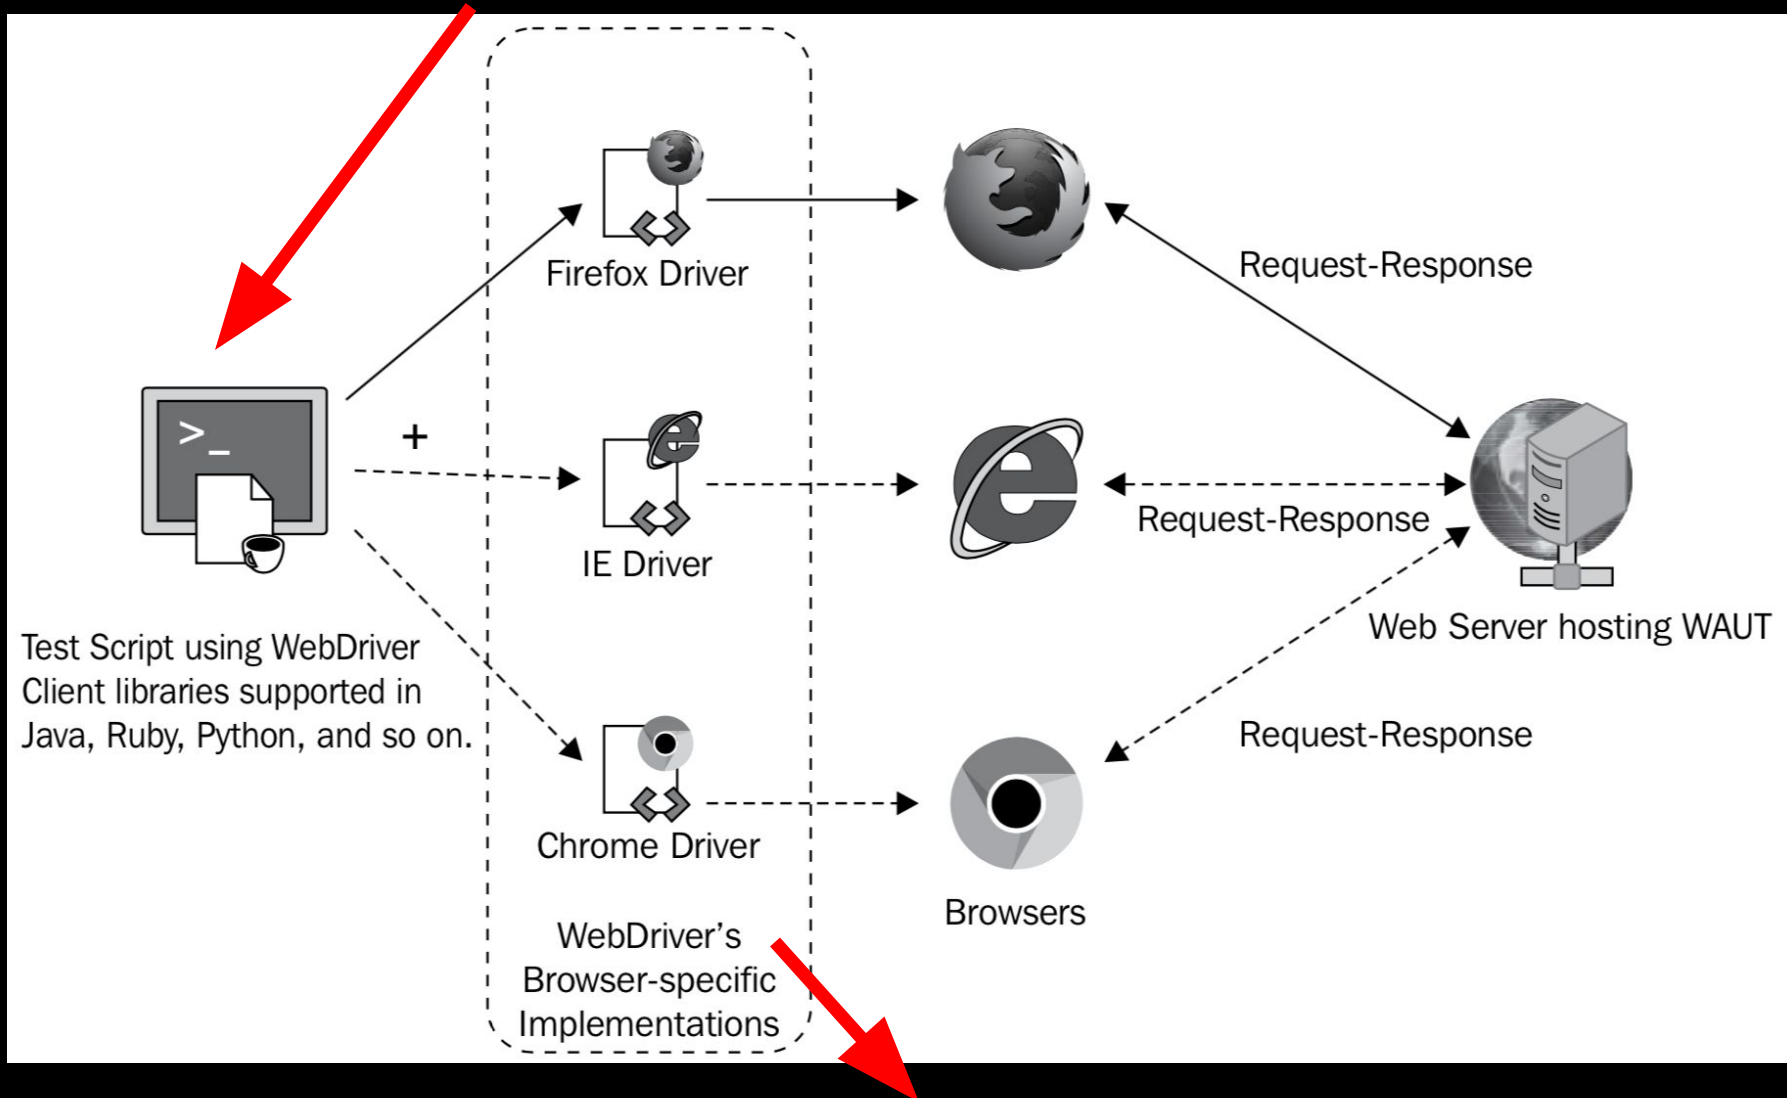 Firefox Driver
Request-Response
>_
+
IE Driver
Request-Response
Web Server hosting WAUT
Test Script using WebDriver
Client libraries supported in
Java, Ruby, Python, and so on.
Request-Response
Chrome Driver
Browsers
WebDriver’s
Browser-specific
Implementations